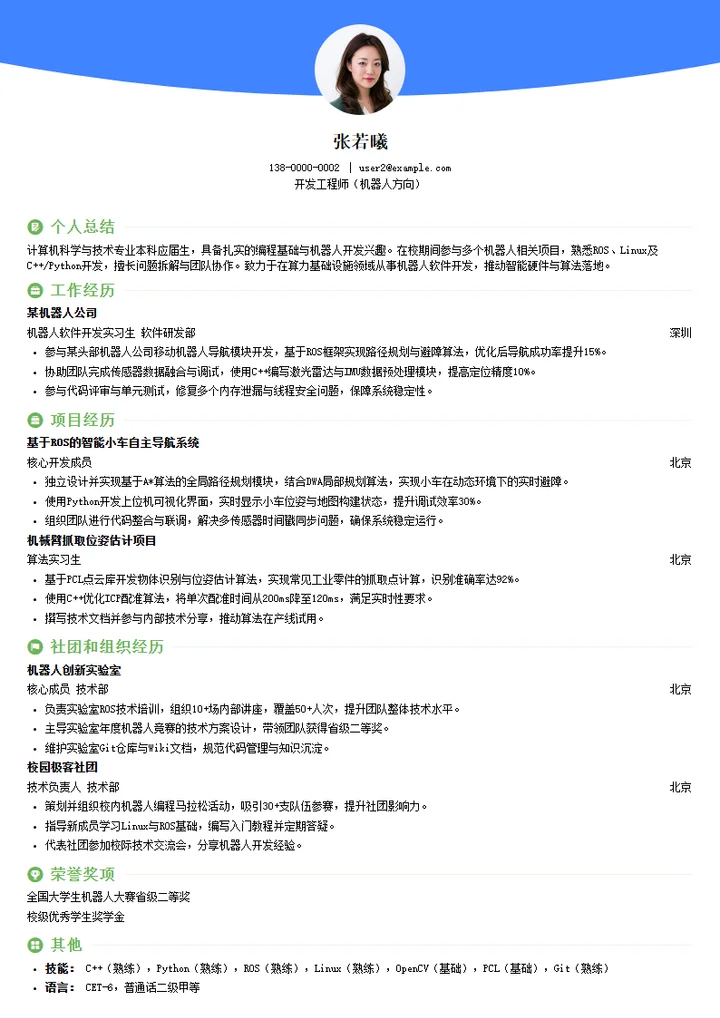 张若曦
138-0000-0002 | user2@example.com
开发工程师（机器人方向）
个人总结
计算机科学与技术专业本科应届生，具备扎实的编程基础与机器人开发兴趣。在校期间参与多个机器人相关项目，熟悉ROS、Linux及
C++/Python开发，擅长问题拆解与团队协作。致力于在算力基础设施领域从事机器人软件开发，推动智能硬件与算法落地。
工作经历
某机器人公司
机器人软件开发实习生 软件研发部 深圳
• 参与某头部机器人公司移动机器人导航模块开发，基于ROS框架实现路径规划与避障算法，优化后导航成功率提升15%。
• 协助团队完成传感器数据融合与调试，使用C++编写激光雷达与IMU数据预处理模块，提高定位精度10%。
• 参与代码评审与单元测试，修复多个内存泄漏与线程安全问题，保障系统稳定性。
项目经历
基于ROS的智能小车自主导航系统
核心开发成员 北京
• 独立设计并实现基于A*算法的全局路径规划模块，结合DWA局部规划算法，实现小车在动态环境下的实时避障。
• 使用Python开发上位机可视化界面，实时显示小车位姿与地图构建状态，提升调试效率30%。
• 组织团队进行代码整合与联调，解决多传感器时间戳同步问题，确保系统稳定运行。
机械臂抓取位姿估计项目
算法实习生 北京
• 基于PCL点云库开发物体识别与位姿估计算法，实现常见工业零件的抓取点计算，识别准确率达92%。
• 使用C++优化ICP配准算法，将单次配准时间从200ms降至120ms，满足实时性要求。
• 撰写技术文档并参与内部技术分享，推动算法在产线试用。
社团和组织经历
机器人创新实验室
核心成员 技术部 北京
• 负责实验室ROS技术培训，组织10+场内部讲座，覆盖50+人次，提升团队整体技术水平。
• 主导实验室年度机器人竞赛的技术方案设计，带领团队获得省级二等奖。
• 维护实验室Git仓库与Wiki文档，规范代码管理与知识沉淀。
校园极客社团
技术负责人 技术部 北京
• 策划并组织校内机器人编程马拉松活动，吸引30+支队伍参赛，提升社团影响力。
• 指导新成员学习Linux与ROS基础，编写入门教程并定期答疑。
• 代表社团参加校际技术交流会，分享机器人开发经验。
荣誉奖项
全国大学生机器人大赛省级二等奖
校级优秀学生奖学金
其他
• 技能： C++（熟练），Python（熟练），ROS（熟练），Linux（熟练），OpenCV（基础），PCL（基础），Git（熟练）
• 语言： CET-6，普通话二级甲等